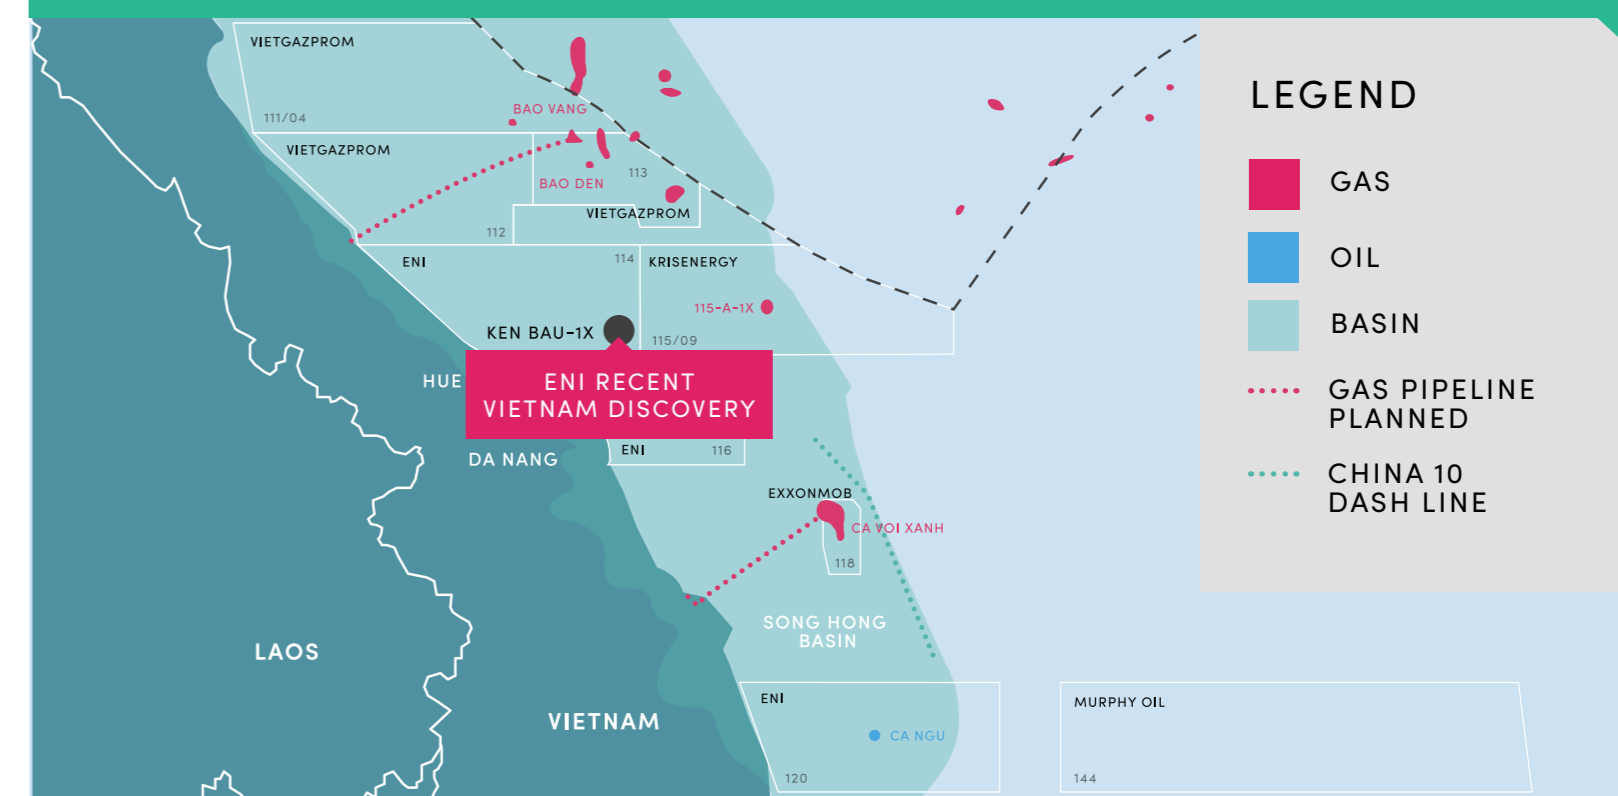 VIETGAZPROM
BAO VANG
111/04
VIETGAZPROM
113
BAO DEN
VIETGAZPROM
112
ENI
114
KRISENERGY
115-A-1X
KEN BAU-1X
115/09
HUE
ENI RECENT
VIETNAM DISCOVERY
ENI
116
DA NANG
EXXONMOB
CA VOI XANH
118
SONG HONG
BASIN
LAOS
VIETNAM
ENI
CA NGU
120
MURPHY OIL
144
LEGEND
GAS
OIL
BASIN
GAS PIPELINE
PLANNED
CHINA 10
DASH LINE